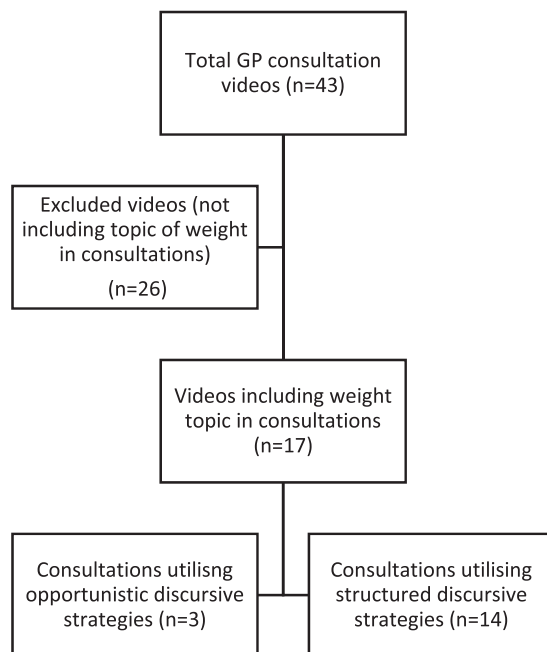 Total GP consultation
videos (n=43)
Excluded videos (not
including topic of weight
in consultations)
(n=26)
Videos including weight
topic in consultations
(n=17)
Consultations utilisng
opportunistic discursive
strategies (n=3)
Consultations utilising
structured discursive
strategies (n=14)